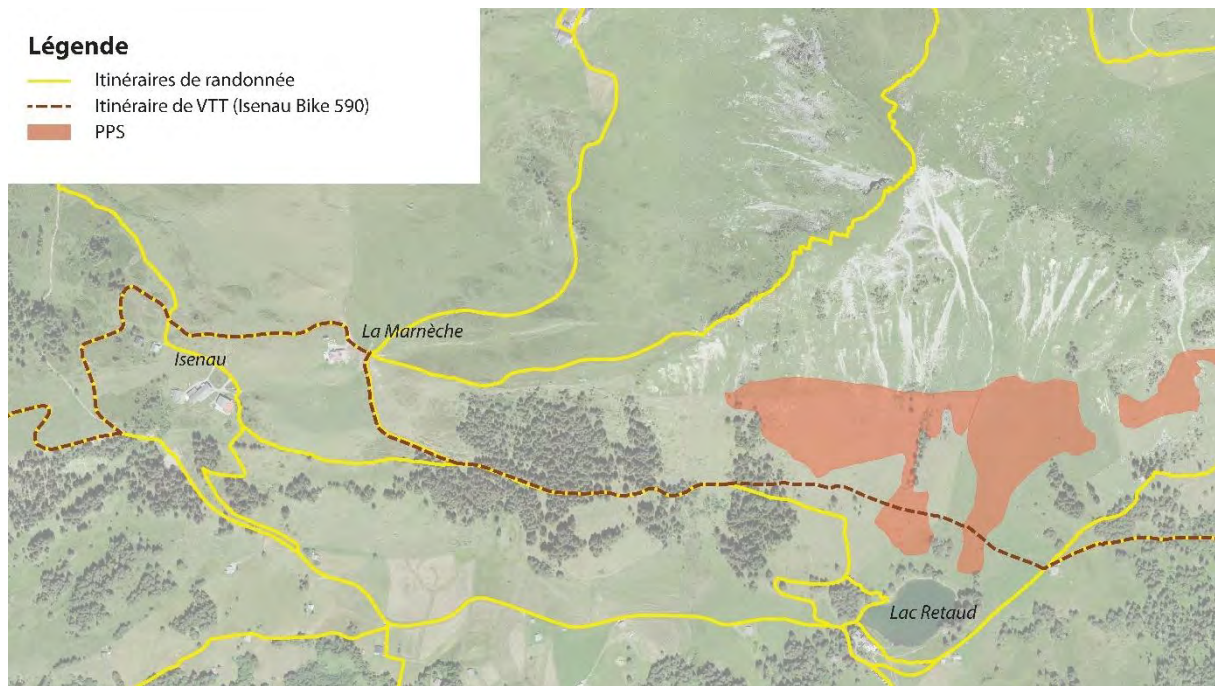 Légende
Itinéraires de randonnée
Itinéraire de VTT (Isenau Bike 590)
PPS
La Marnèche
Isenau
Lac Retaud